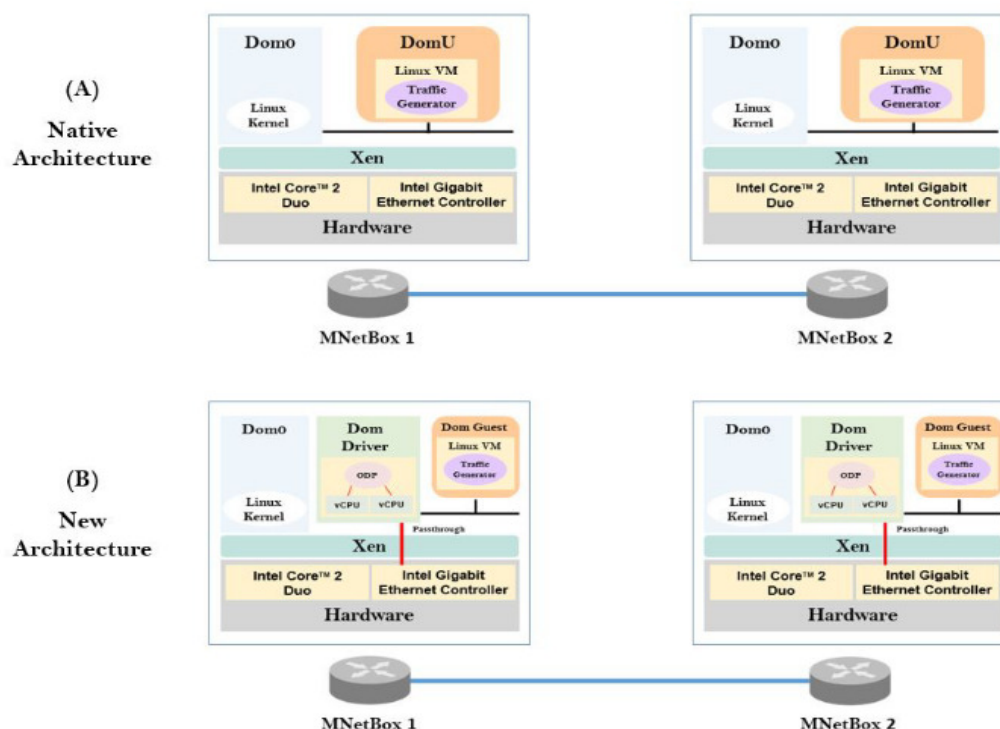 (A)
Native
Architecture
Dom0
Linux
Kernel
DomU
Linux VM
Traffic
Generator
Xen
Intel Core™ 2
Duo
Intel Gigabit
Ethernet Controller
Hardware
MNetBox 1
Dom0
Linux
Kernel
DomU
Linux VM
Traffic
Generator
Xen
Intel Core™ 2
Duo
Intel Gigabit
Ethernet Controller
Hardware
MNetBox 2
(B)
New
Architecture
Dom0
Linux
Kernel
Dom
Driver
ODP
vCPU
vCPU
Dom Guest
Linux VM
Traffic
Generator
Passthrough
Xen
Intel Core™ 2
Duo
Intel Gigabit
Ethernet Controller
Hardware
MNetBox 1
Dom0
Linux
Kernel
Dom
Driver
ODP
vCPU
vCPU
Dom Guest
Linux VM
Traffic
Generator
Passthrough
Xen
Intel Core™ 2
Duo
Intel Gigabit
Ethernet Controller
Hardware
MNetBox 2